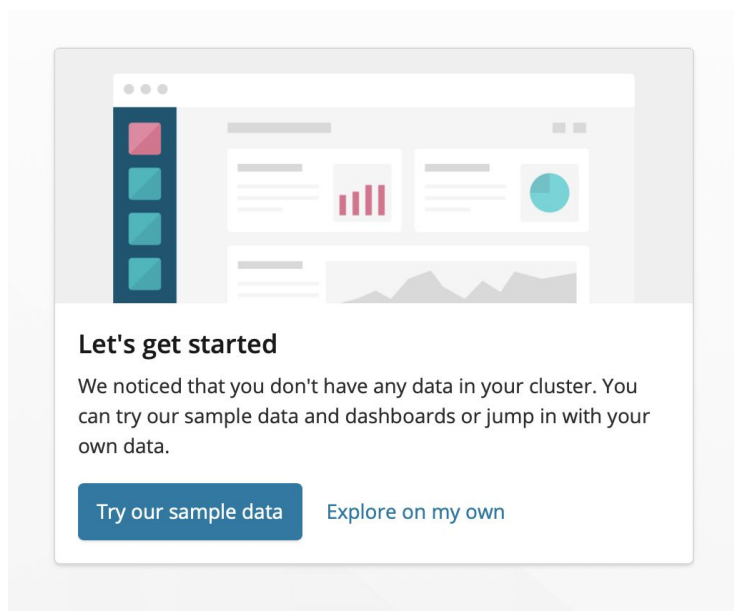 Let's get started
We noticed that you don't have any data in your cluster. You
can try our sample data and dashboards or jump in with your
own data.
Try our sample data
Explore on my own